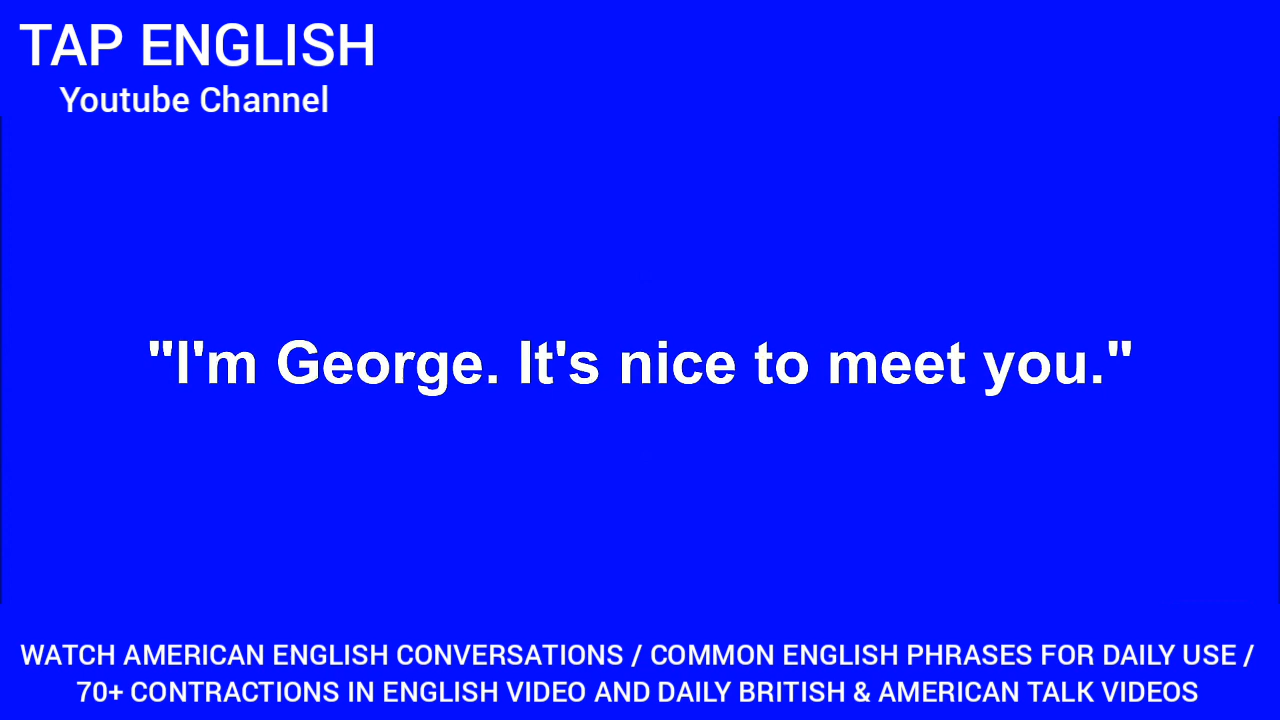 TAP ENGLISH
Youtube Channel
"I'm George. It's nice to meet you."
WATCH AMERICAN ENGLISH CONVERSATIONS / COMMON ENGLISH PHRASES FOR DAILY USE /
70+ CONTRACTIONS IN ENGLISH VIDEO AND DAILY BRITISH & AMERICAN TALK VIDEOS